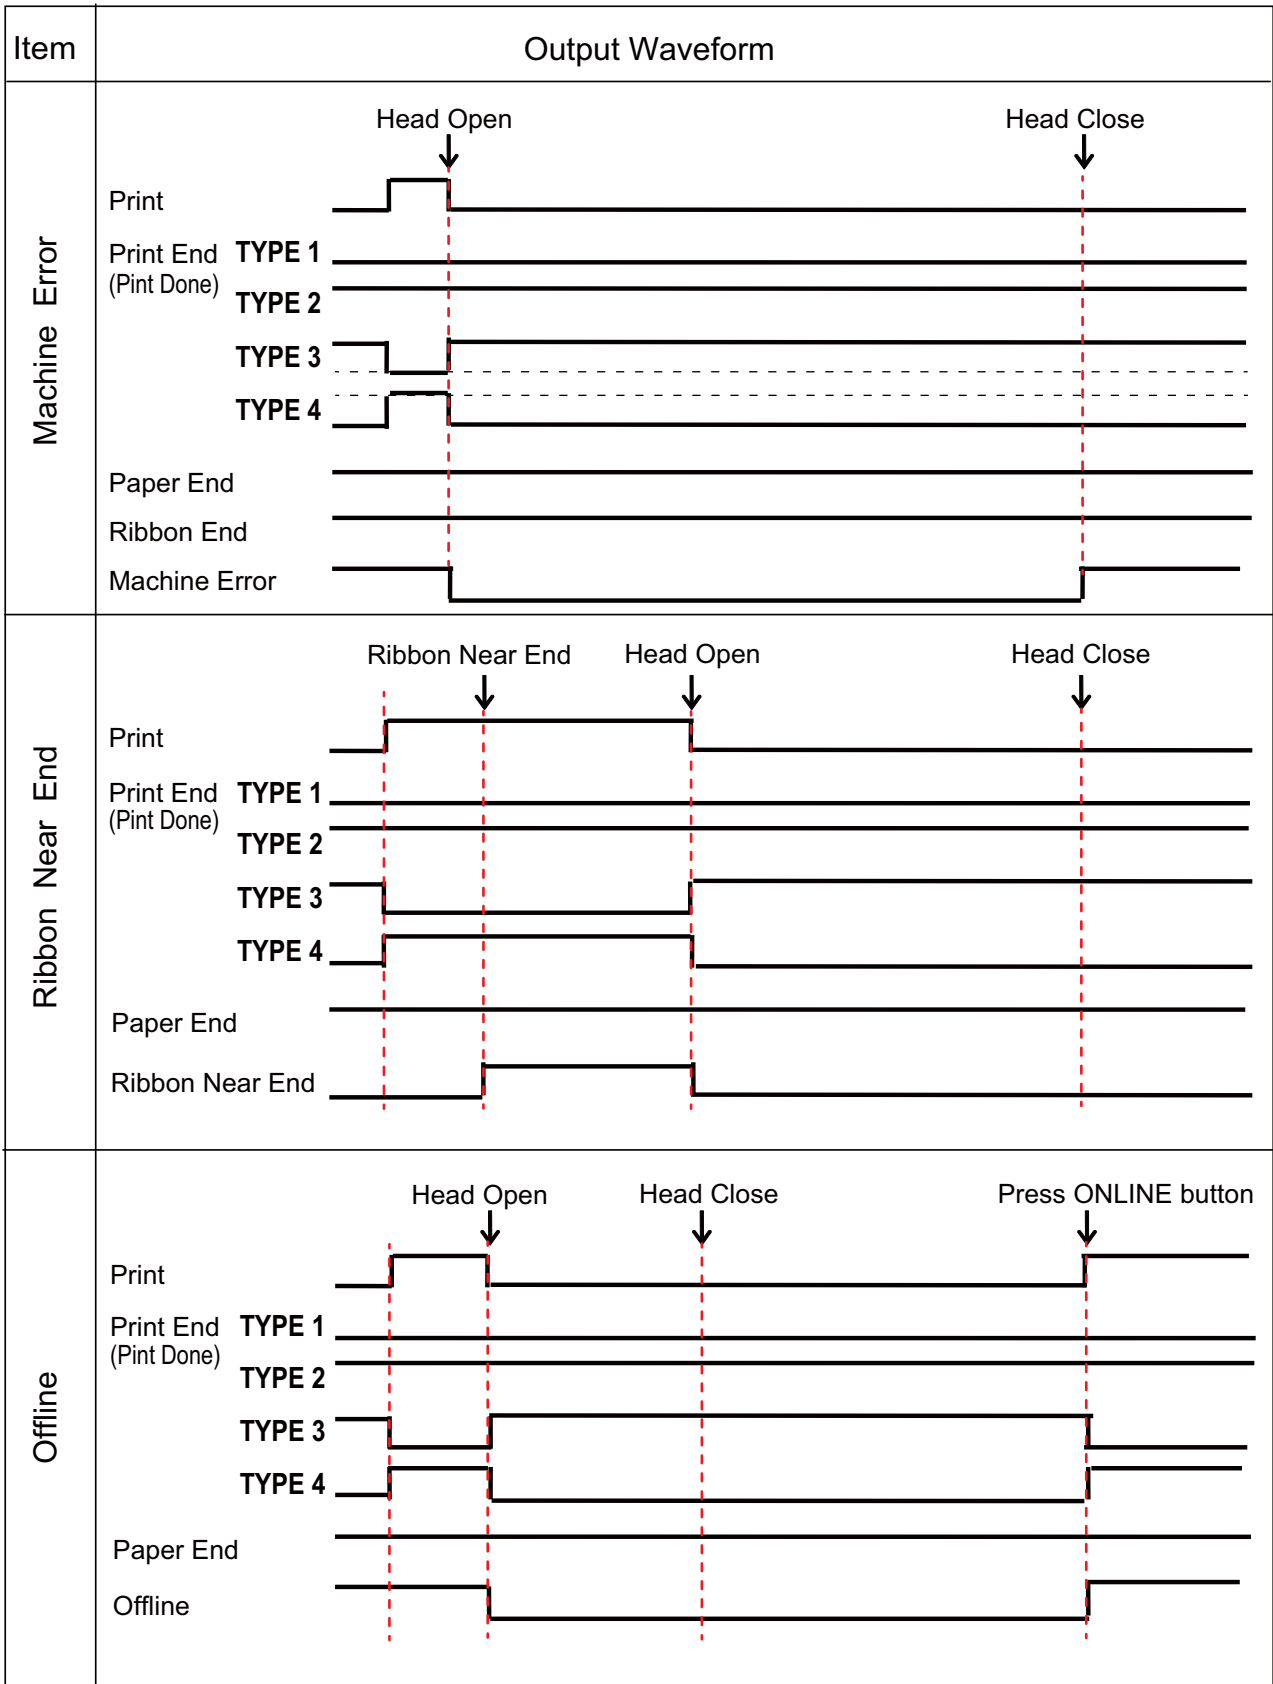 Item
Output Waveform
Machine Error
Head Open
Head Close
Print
Print End TYPE 1
(Pint Done)
TYPE 2
TYPE 3
TYPE 4
Paper End
Ribbon End
Machine Error
Ribbon Near End
Ribbon Near End
Head Open
Head Close
Print
Print End TYPE 1
(Pint Done)
TYPE 2
TYPE 3
TYPE 4
Paper End
Ribbon Near End
Offline
Head Open
Head Close
Press ONLINE button
Print
Print End TYPE 1
(Pint Done)
TYPE 2
TYPE 3
TYPE 4
Paper End
Offline